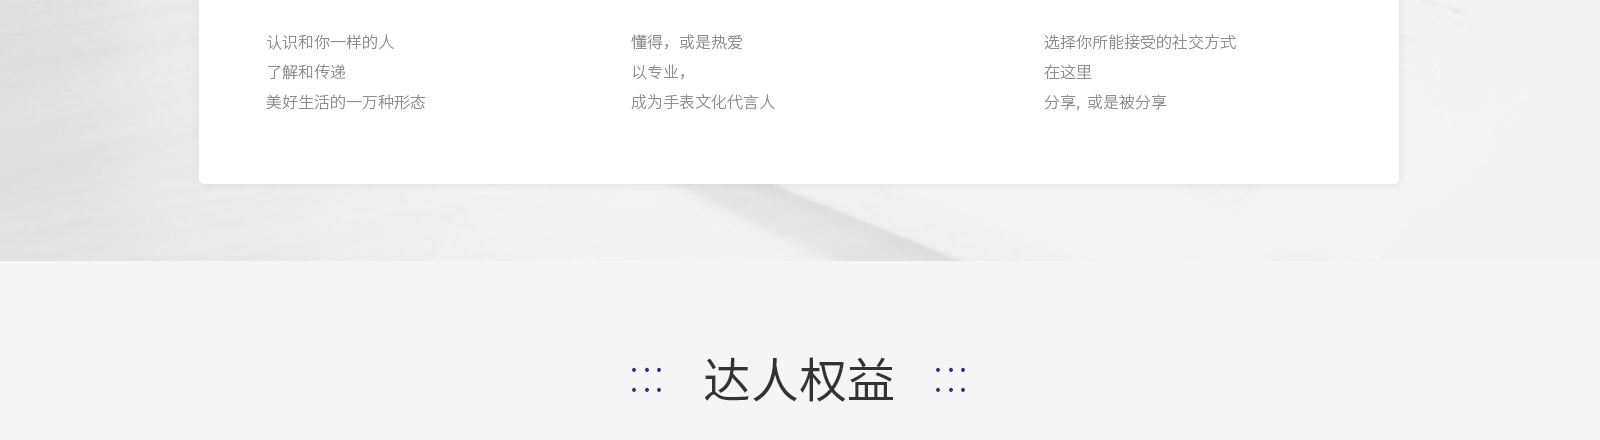 认识和你一样的人
了解和传递
美好生活的一万种形态
懂得，或是热爱
以专业，
成为手表文化代言人
选择你所能接受的社交方式
在这里
分享, 或是被分享
达人权益